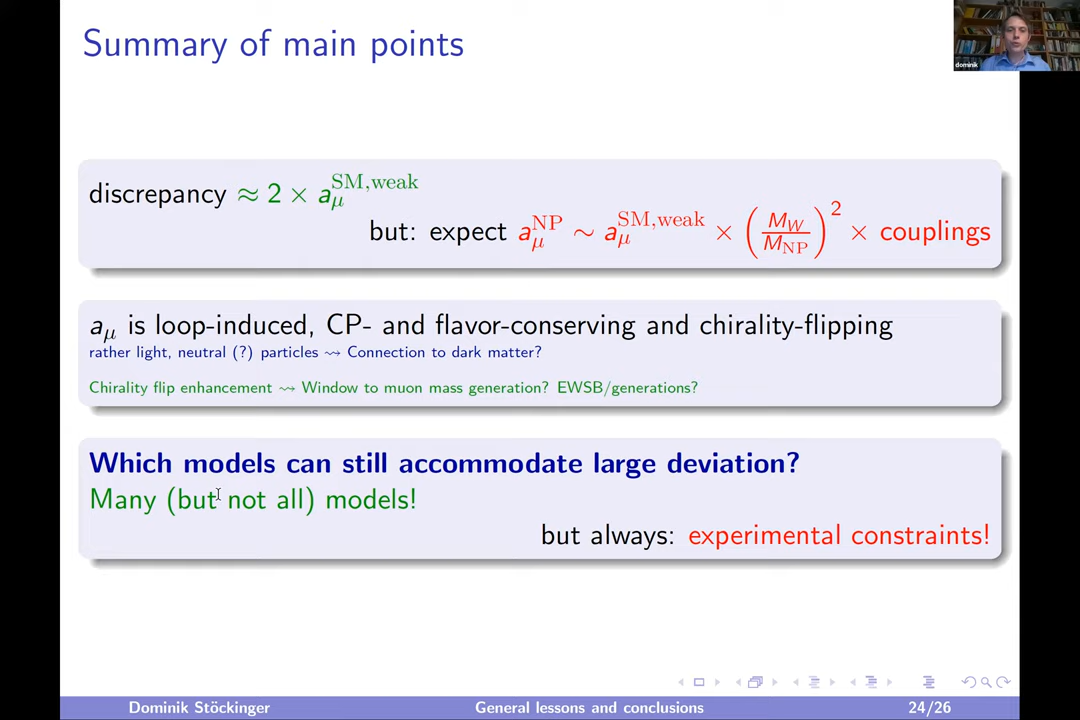 Summary of main points
dominik
discrepancy ≈ 2 × a_μ^{SM,weak}
but: expect a_μ^{NP} ∼ a_μ^{SM,weak} × (M_W/M_{NP})^2 × couplings
a_μ is loop-induced, CP- and flavor-conserving and chirality-flipping
rather light, neutral (?) particles ⇝ Connection to dark matter?
Chirality flip enhancement ⇝ Window to muon mass generation? EWSB/generations?
Which models can still accommodate large deviation?
Many (but not all) models!
but always: experimental constraints!
Dominik Stöckinger General lessons and conclusions 24/26